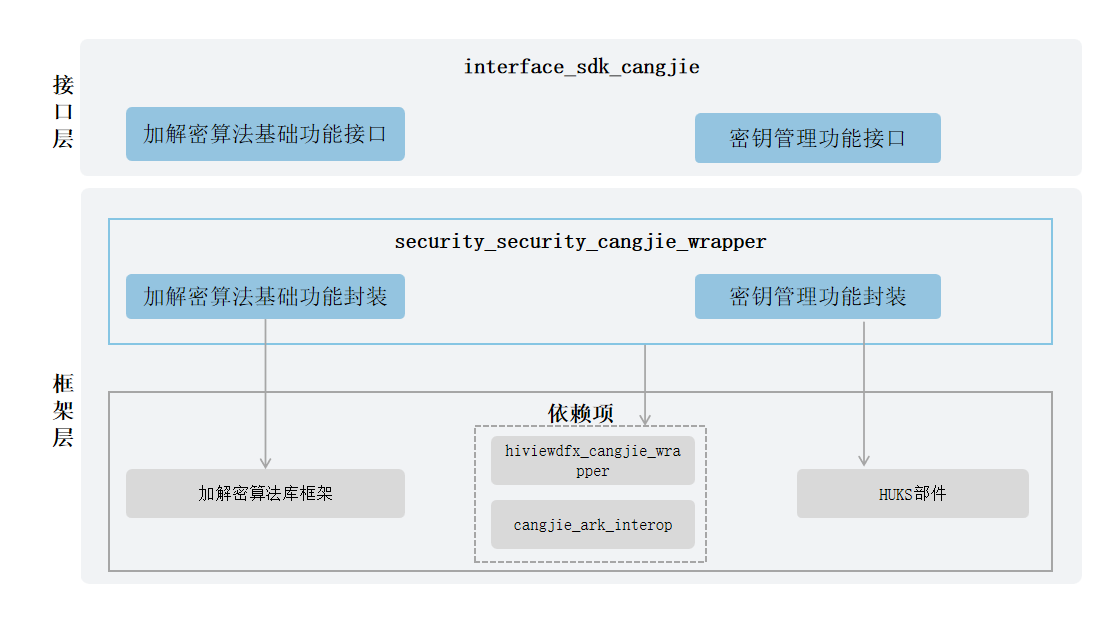 接口层
interface_sdk_cangjie
加解密算法基础功能接口
密钥管理功能接口
框架层
security_security_cangjie_wrapper
加解密算法基础功能封装
密钥管理功能封装
依赖项
加解密算法库框架
hiviewdfx_cangjie_wra
pper
cangjie_ark_interop
HUKS部件